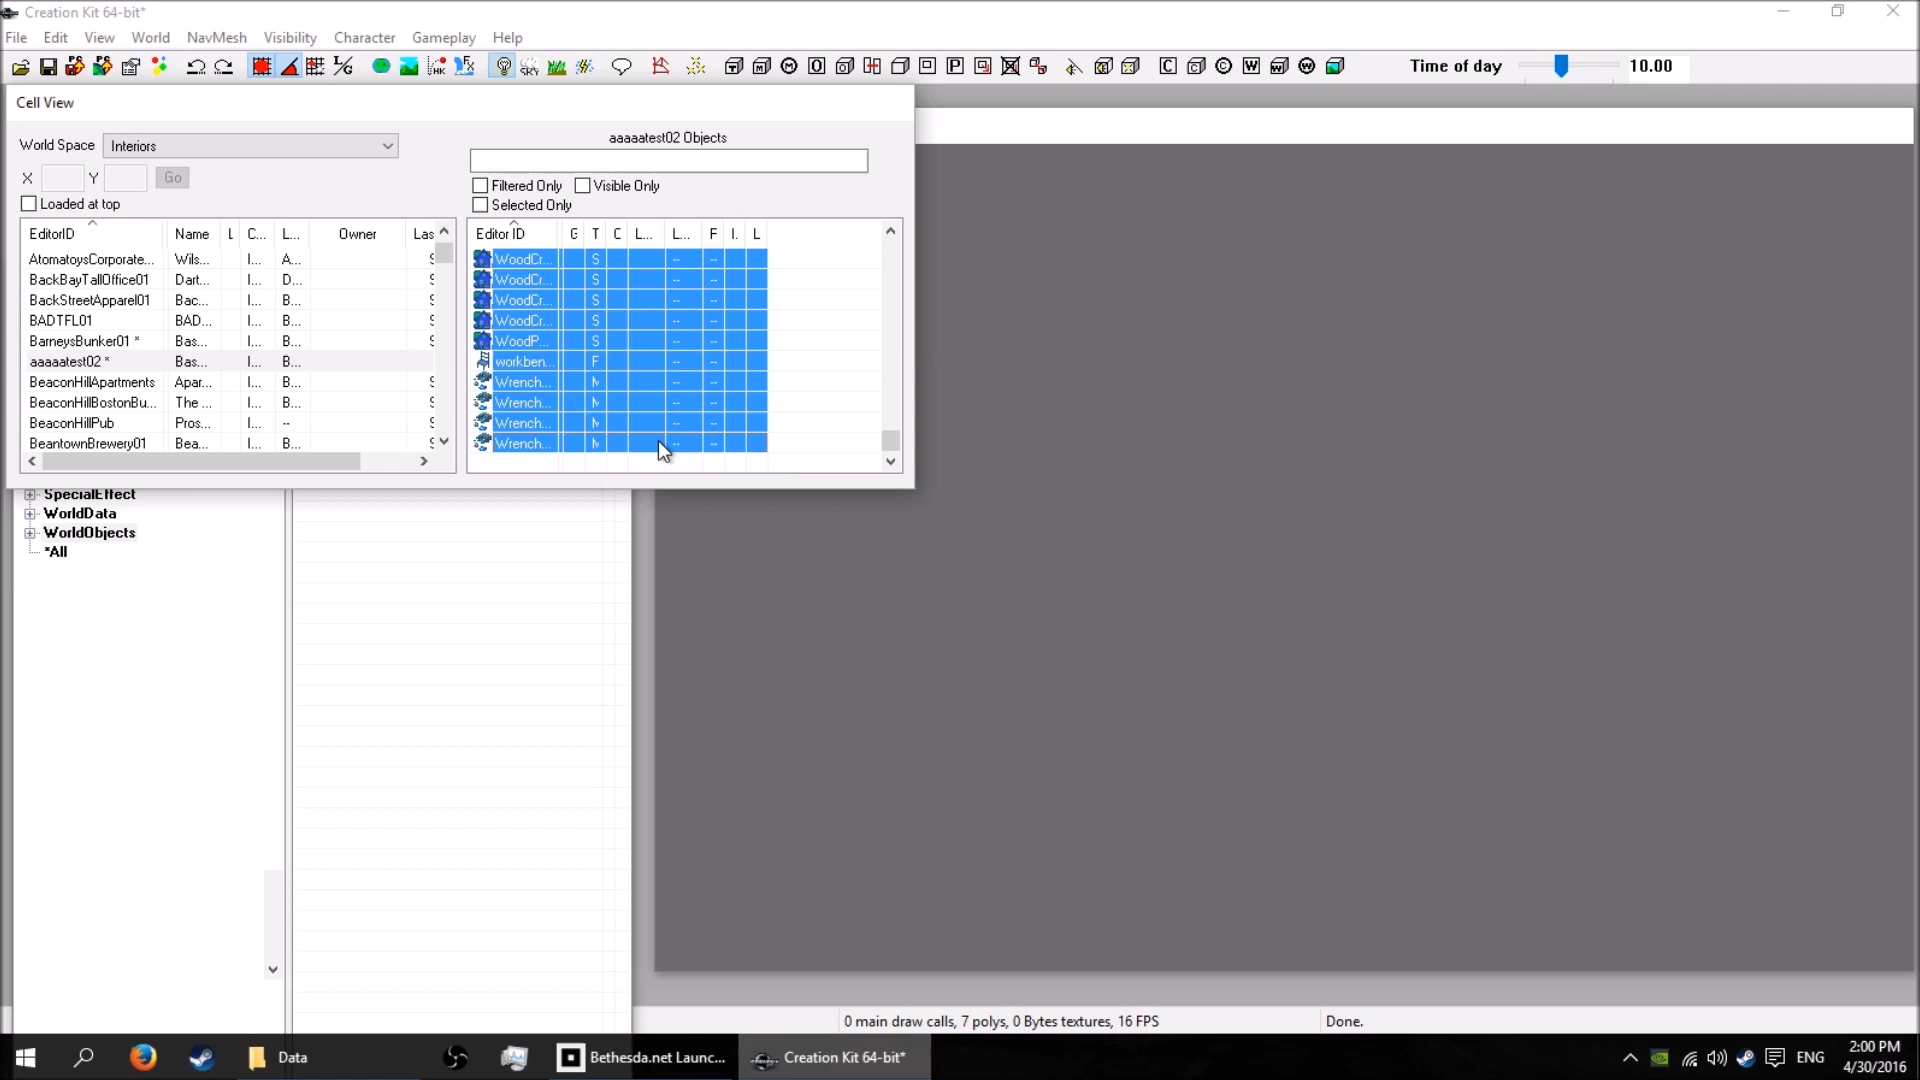 Creation Kit 64-bit*
File Edit View World NavMesh Visibility Character Gameplay Help
Time of day 10.00
Cell View
World Space Interiors
X Y Go
Loaded at top
aaaaatest02 Objects
Filtered Only Visible Only
Selected Only
EditorID Name L C... L... Owner Las
AtomatoysCorporate... Wils... I... A...
BackBayTallOffice01 Dart... I... D...
BackStreetApparel01 Bac... I... B...
BADTFL01 BAD... I... B...
BarneysBunker01 * Bas... I... B...
aaaaatest02 * Bas... I... B...
BeaconHillApartments Apar... I... B...
BeaconHillBostonBu... The ... I... B...
BeaconHillPub Pros... I... --
BeantownBrewery01 Bea... I... B...
Editor ID T C L... L... F I. L
WoodCr... S -- --
WoodCr... S -- --
WoodCr... S -- --
WoodCr... S -- --
WoodP... S -- --
workben... F -- --
Wrench... -- --
Wrench... -- --
Wrench... -- --
Wrench... -- --
SpecialEffect
WorldData
WorldObjects
*All
0 main draw calls, 7 polys, 0 Bytes textures, 16 FPS Done.
Data Bethesda.net Launc... Creation Kit 64-bit* ENG
2:00 PM
4/30/2016